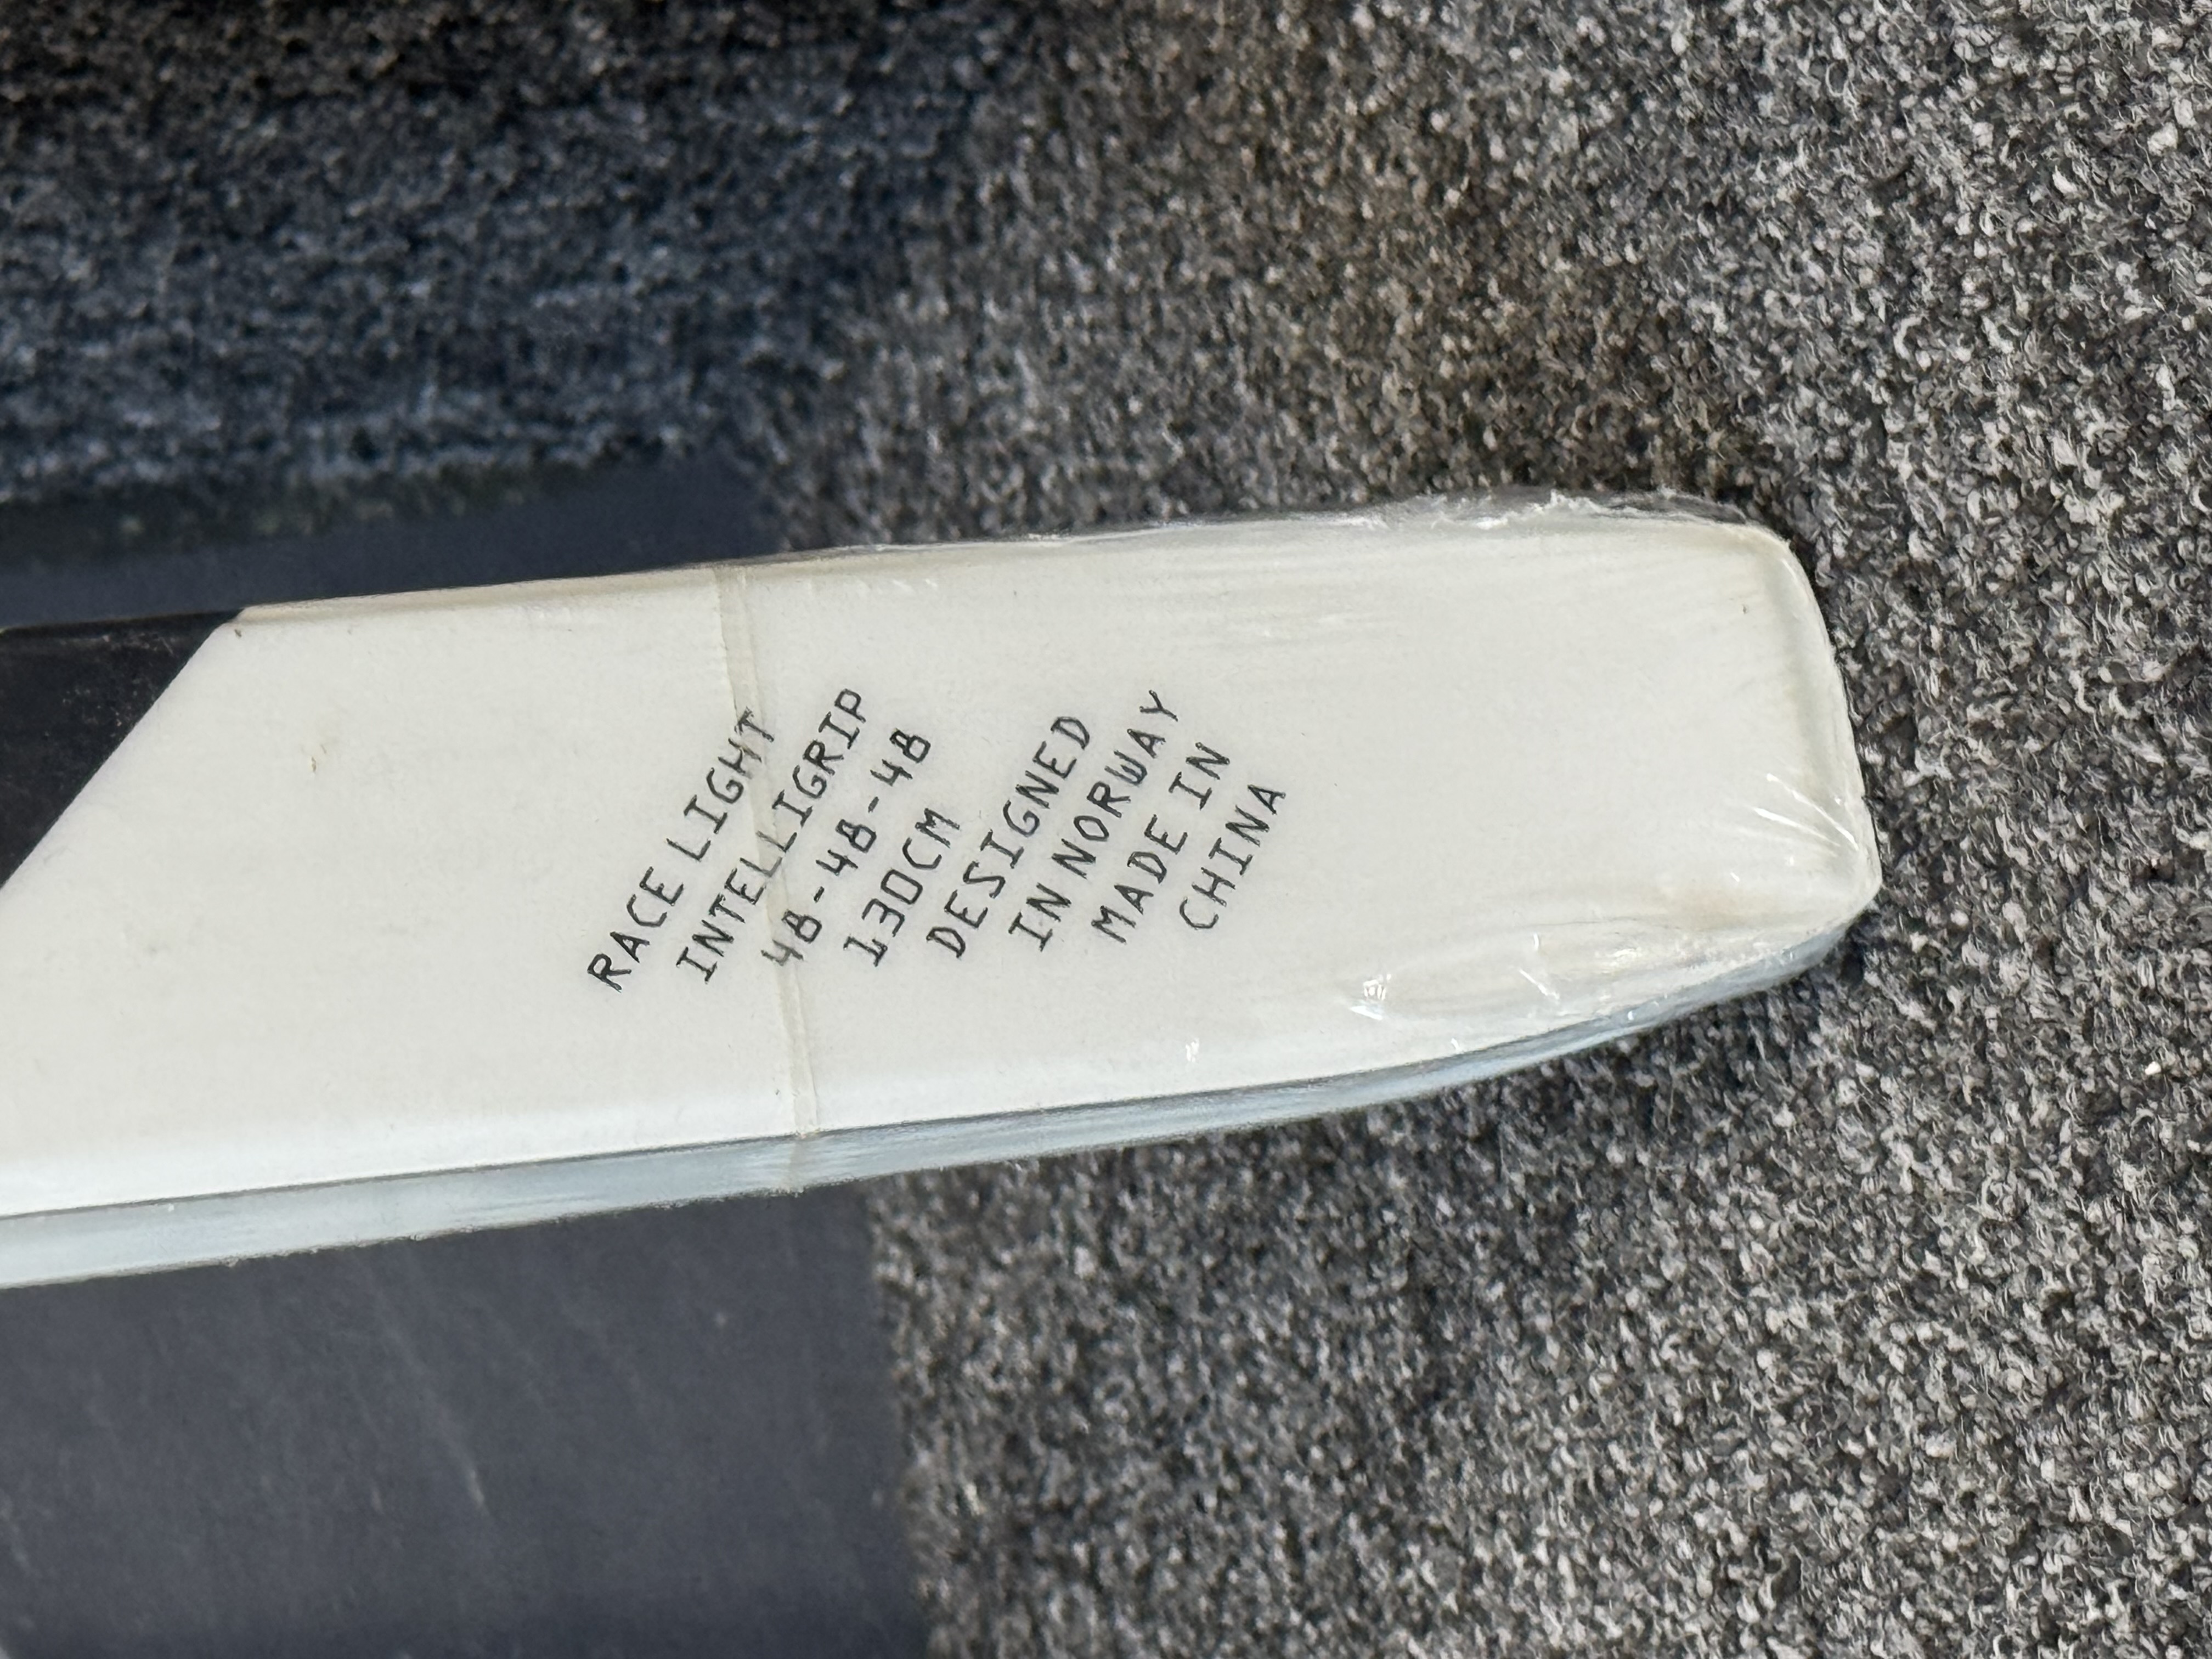 RACE LIGHT
INTELLIGRIP
48-48-48
130CM
DESIGNED
IN NORWAY
MADE IN
CHINA